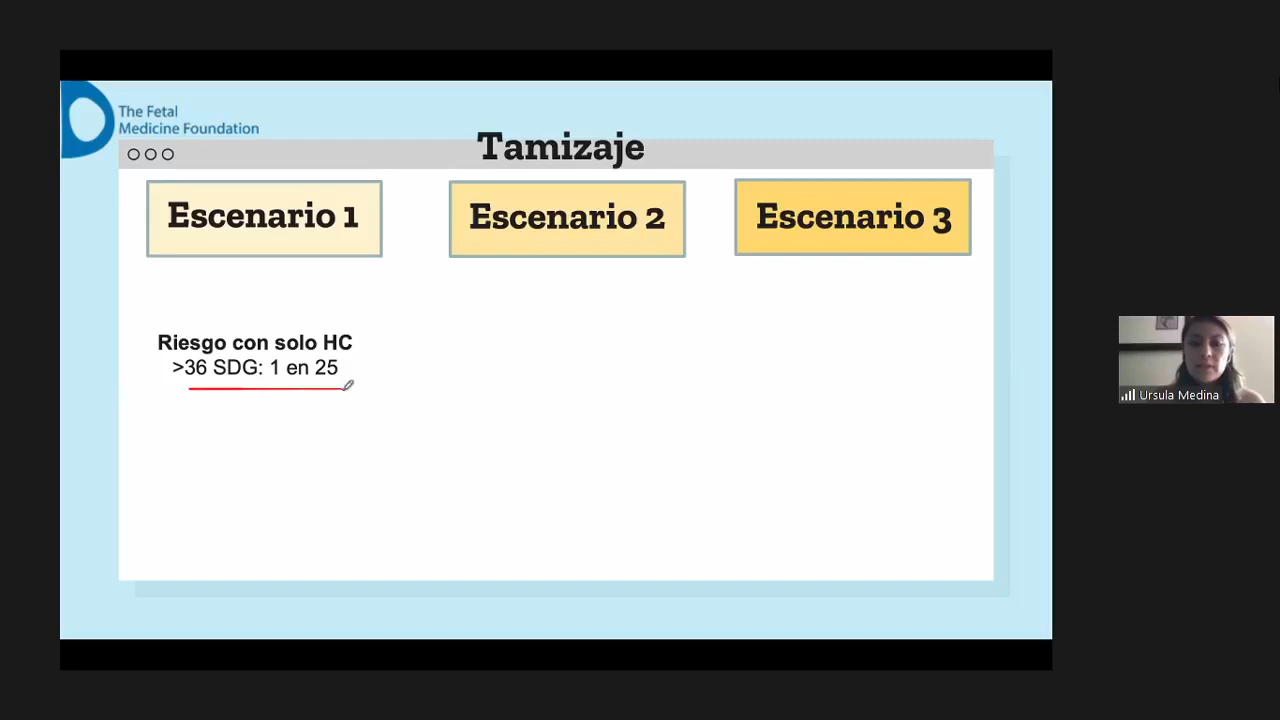 The Fetal
Medicine Foundation
Tamizaje
Escenario 1
Escenario 2
Escenario 3
Riesgo con solo HC
>36 SDG: 1 en 25
Ursula Medina